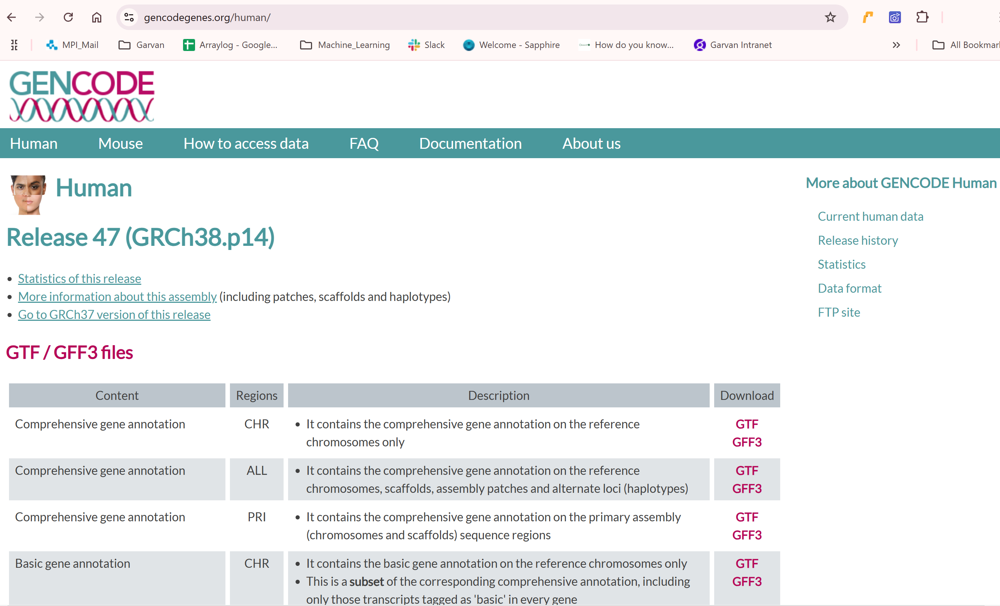 gencodegenes.org/human/
MPI_Mail Garvan Arraylog - Google... Machine_Learning Slack Welcome - Sapphire How do you know... Garvan Intranet All
GENCODE
Human Mouse How to access data FAQ Documentation About us
Human
Release 47 (GRCh38.p14)
Statistics of this release
More information about this assembly (including patches, scaffolds and haplotypes)
Go to GRCh37 version of this release
GTF / GFF3 files
Content Regions Description Download
Comprehensive gene annotation CHR It contains the comprehensive gene annotation on the reference GTF
chromosomes only GFF3
Comprehensive gene annotation ALL It contains the comprehensive gene annotation on the reference GTF
chromosomes, scaffolds, assembly patches and alternate loci (haplotypes) GFF3
Comprehensive gene annotation PRI It contains the comprehensive gene annotation on the primary assembly GTF
(chromosomes and scaffolds) sequence regions GFF3
Basic gene annotation CHR It contains the basic gene annotation on the reference chromosomes only GTF
This is a subset of the corresponding comprehensive annotation, including GFF3
only those transcripts tagged as 'basic' in every gene
More about GENCODE Human
Current human data
Release history
Statistics
Data format
FTP site